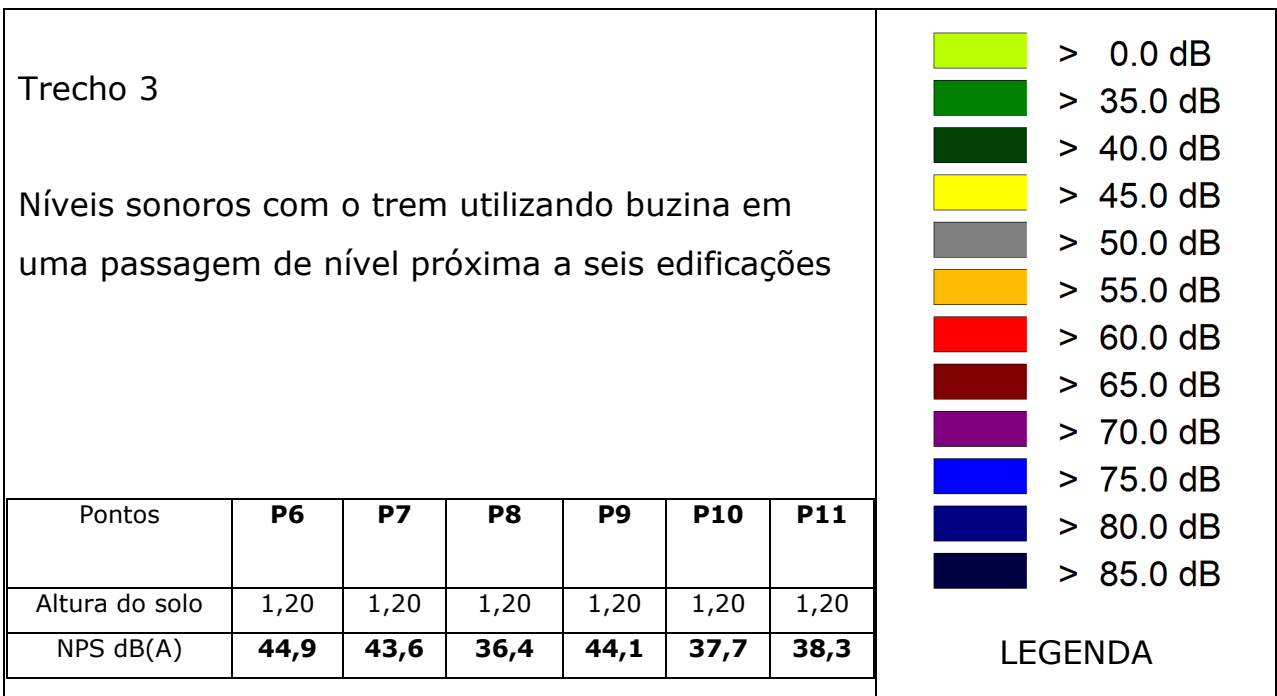 Trecho 3
Níveis sonoros com o trem utilizando buzina em
uma passagem de nível próxima a seis edificações
Pontos P6 P7 P8 P9 P10 P11
Altura do solo 1,20 1,20 1,20 1,20 1,20 1,20
NPS dB(A) 44,9 43,6 36,4 44,1 37,7 38,3
> 0.0 dB
> 35.0 dB
> 40.0 dB
> 45.0 dB
> 50.0 dB
> 55.0 dB
> 60.0 dB
> 65.0 dB
> 70.0 dB
> 75.0 dB
> 80.0 dB
> 85.0 dB
LEGENDA